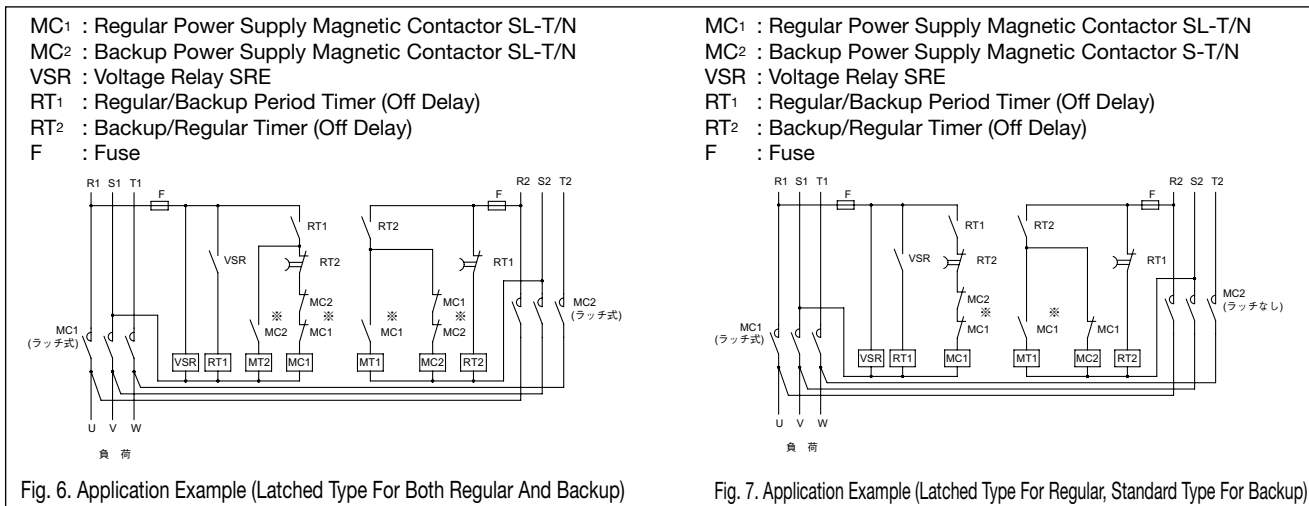 MC1 : Regular Power Supply Magnetic Contactor SL-T/N
MC2 : Backup Power Supply Magnetic Contactor SL-T/N
VSR : Voltage Relay SRE
RT1 : Regular/Backup Period Timer (Off Delay)
RT2 : Backup/Regular Timer (Off Delay)
F : Fuse
R1 S1 T1
F
F
R2 S2 T2
RT1
RT2
VSR
RT2
RT1
MC2
MC1
MC2
(ラッチ式)
※
※
※
※
MC2
MC1
MC1
MC2
MC1
(ラッチ式)
VSR
RT1
MT2
MC1
MT1
MC2
RT2
U V W
負 荷
Fig. 6. Application Example (Latched Type For Both Regular And Backup)
MC1 : Regular Power Supply Magnetic Contactor SL-T/N
MC2 : Backup Power Supply Magnetic Contactor S-T/N
VSR : Voltage Relay SRE
RT1 : Regular/Backup Period Timer (Off Delay)
RT2 : Backup/Regular Timer (Off Delay)
F : Fuse
R1 S1 T1
F
F
R2 S2 T2
RT1
RT2
VSR
RT2
RT1
MC2
MC2
(ラッチなし)
※
※
MC1
MC1
MC1
MC1
(ラッチ式)
VSR
RT1
MC1
MT1
MC2
RT2
U V W
負 荷
Fig. 7. Application Example (Latched Type For Regular, Standard Type For Backup)